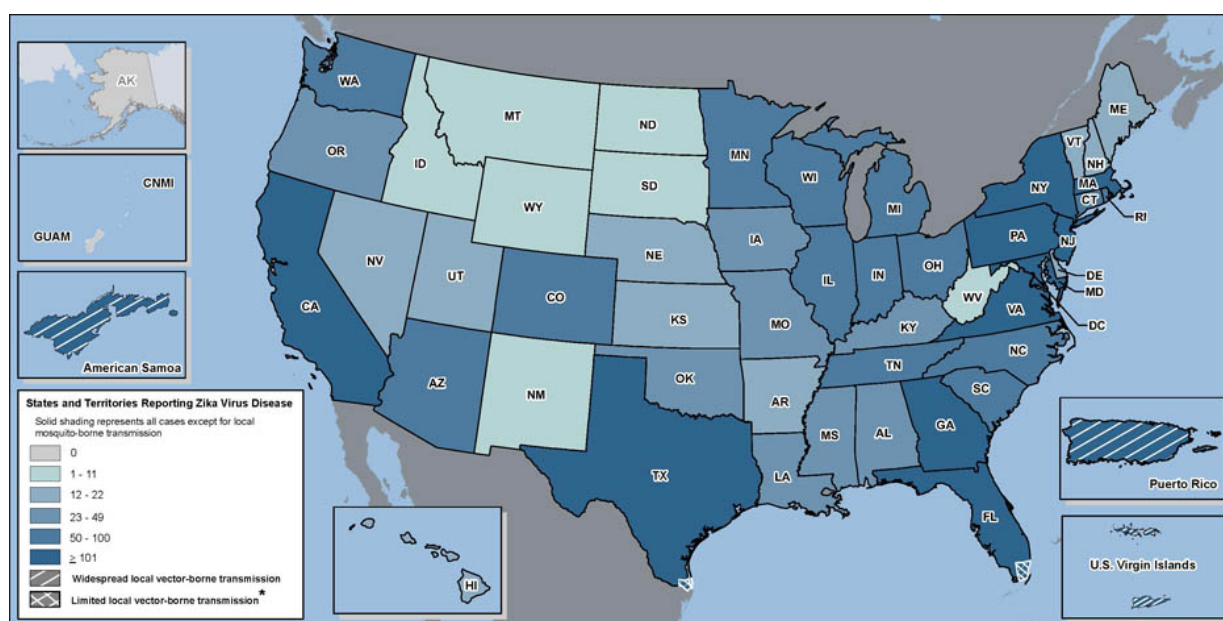 AK
CNMI
GUAM
American Samoa
States and Territories Reporting Zika Virus Disease
Solid shading represents all cases except for local
mosquito-borne transmission
0
1 - 11
12 - 22
23 - 49
50 - 100
≥ 101
Widespread local vector-borne transmission
Limited local vector-borne transmission*
WA
OR
CA
ID
NV
MT
WY
UT
AZ
CO
NM
ND
SD
NE
KS
OK
TX
MN
IA
MO
AR
LA
WI
IL
MI
IN
OH
KY
TN
MS
AL
GA
FL
SC
NC
VA
WV
PA
NY
VT
NH
ME
MA
CT
RI
NJ
DE
MD
DC
HI
Puerto Rico
U.S. Virgin Islands